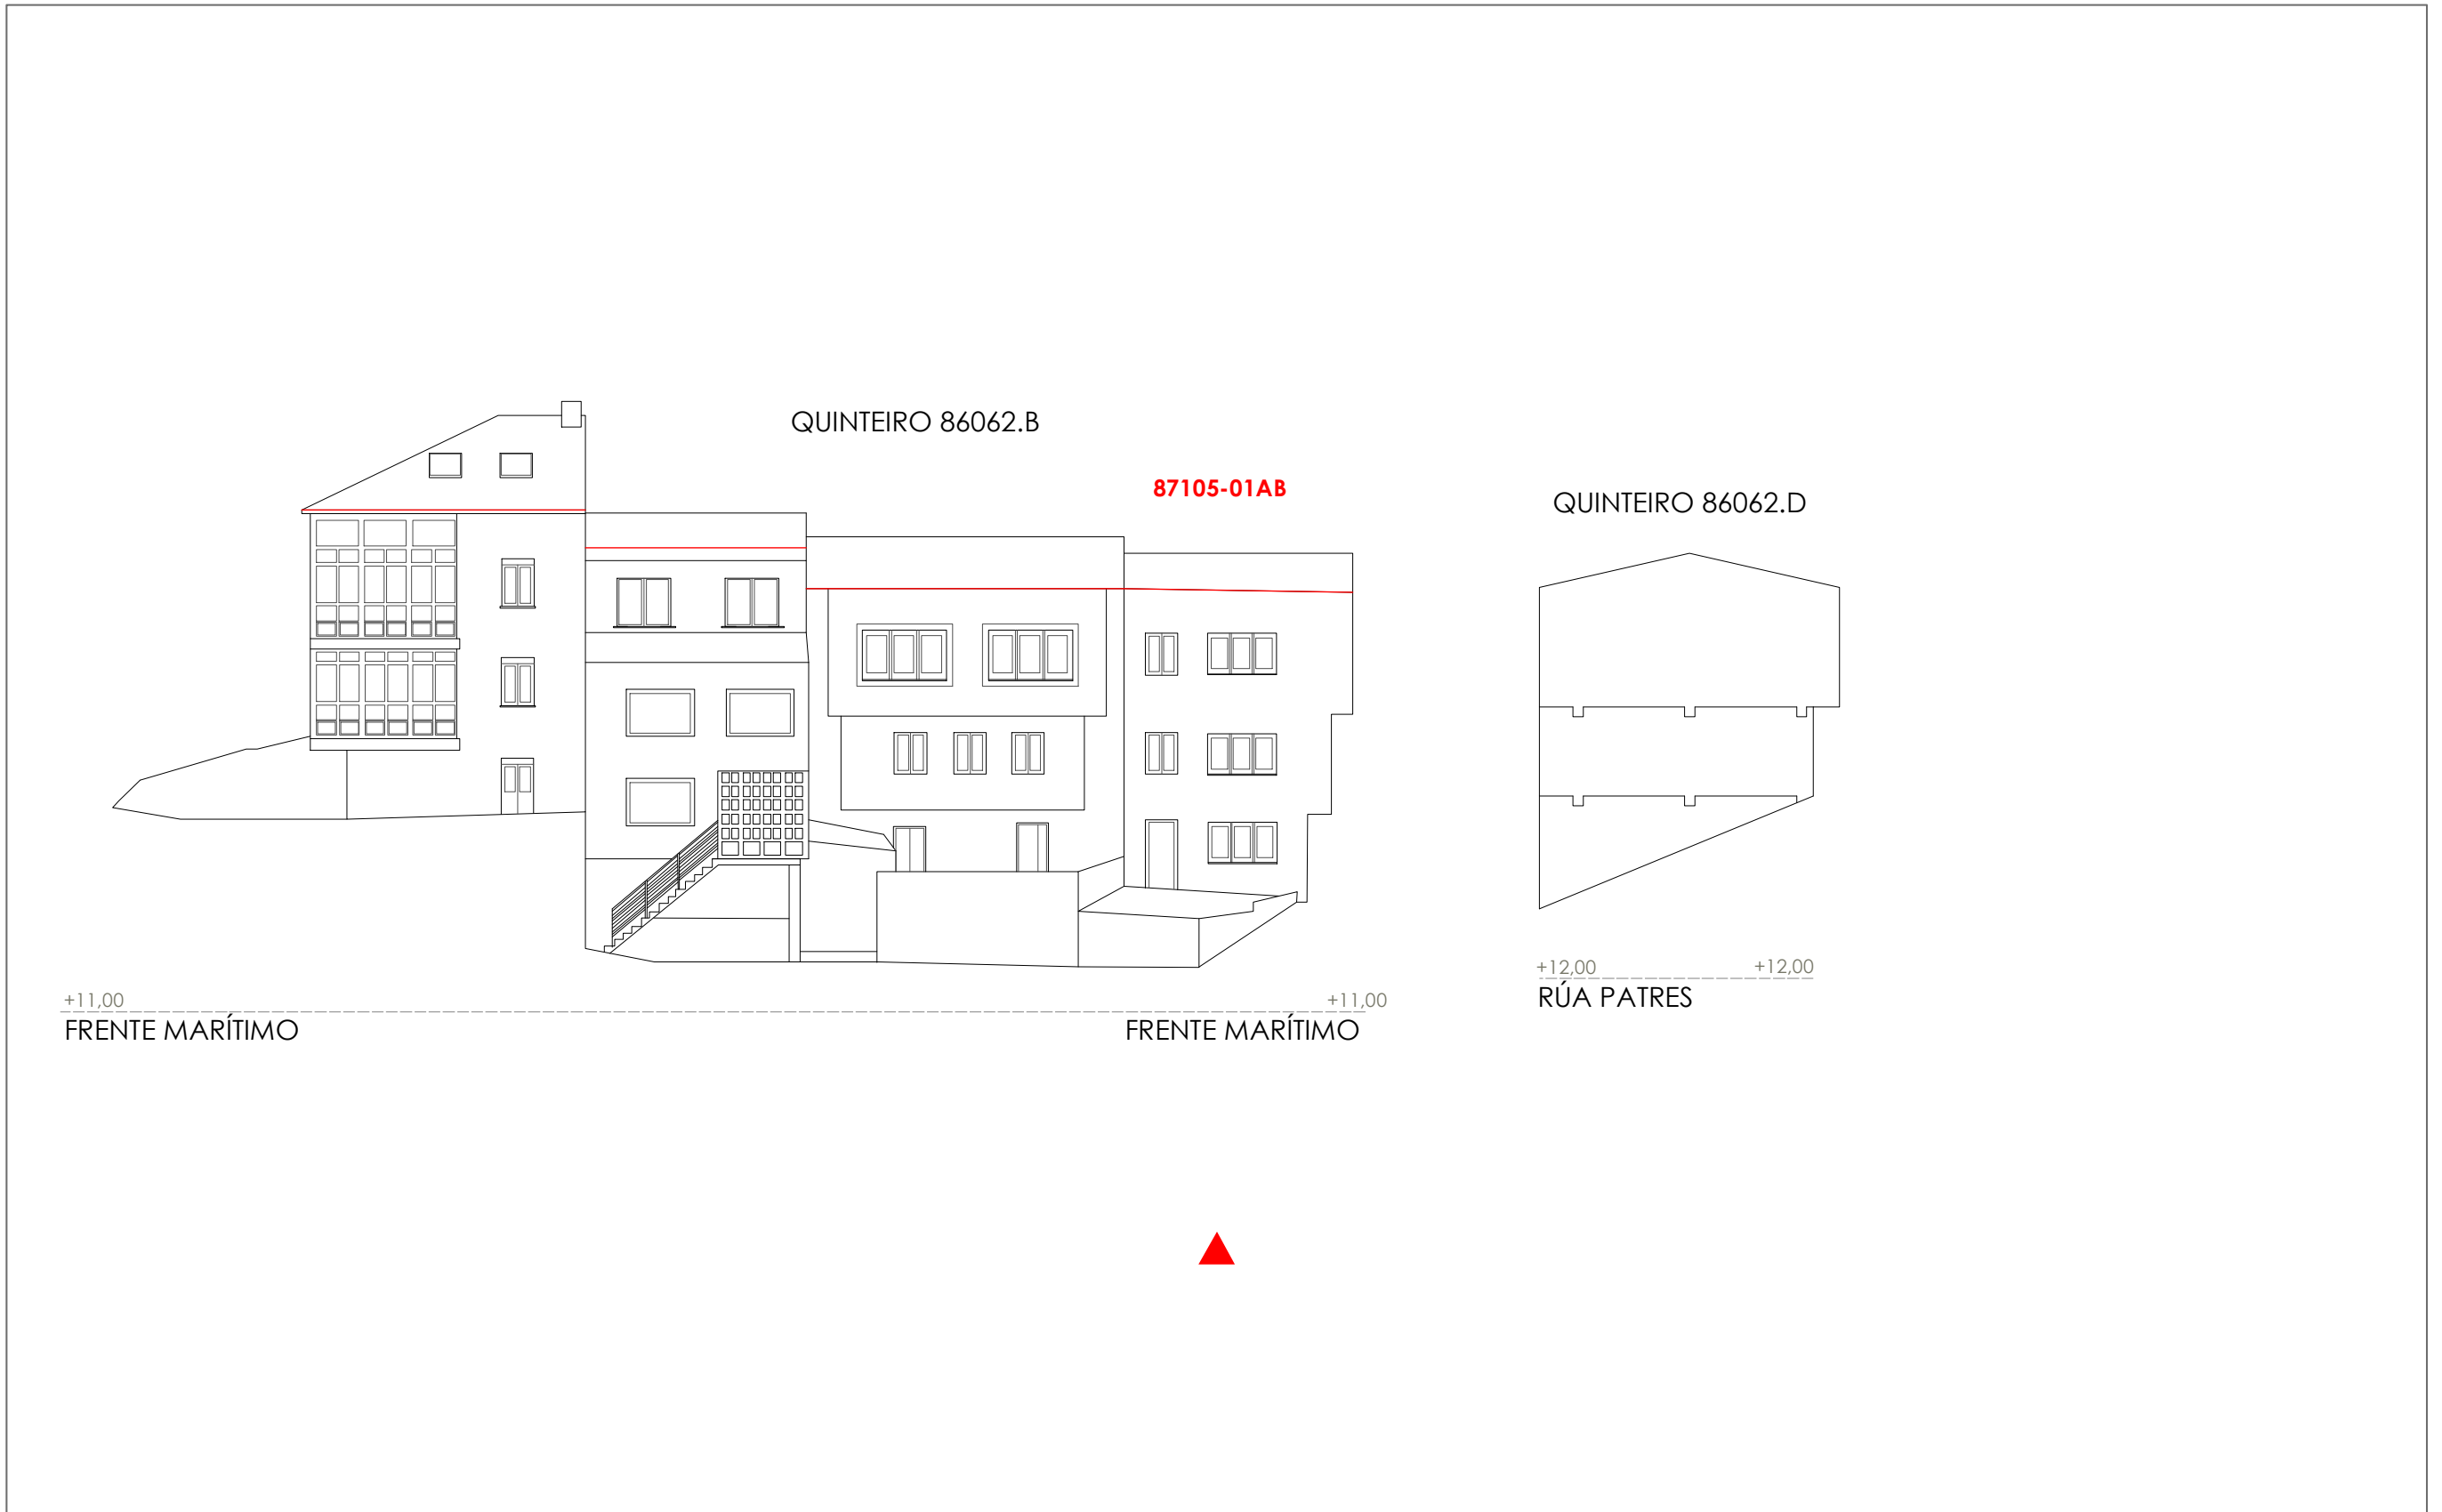 QUINTEIRO 86062.B
87105-01AB
QUINTEIRO 86062.D
+12,00 +12,00
RÚA PATRES
+11,00 +11,00
FRENTE MARÍTIMO FRENTE MARÍTIMO